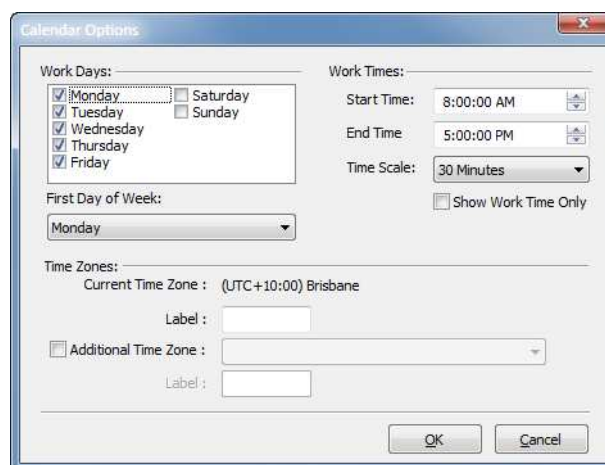 Calendar Options
Work Days:
Monday
Tuesday
Wednesday
Thursday
Friday
Saturday
Sunday
First Day of Week:
Monday
Work Times:
Start Time: 8:00:00 AM
End Time 5:00:00 PM
Time Scale: 30 Minutes
Show Work Time Only
Time Zones:
Current Time Zone : (UTC+10:00) Brisbane
Label :
Additional Time Zone :
Label :
OK Cancel